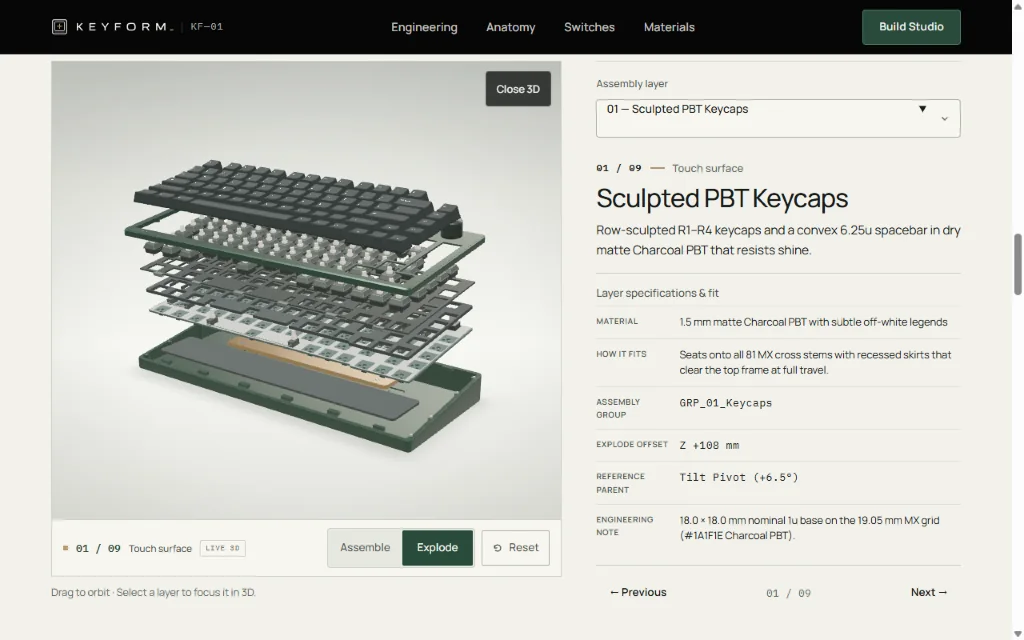 KEYFORM. KF—01
Engineering
Anatomy
Switches
Materials
Build Studio
Close 3D
01 / 09 Touch surface LIVE 3D
Assemble
Explode
Reset
Drag to orbit · Select a layer to focus it in 3D.
Assembly layer
01 — Sculpted PBT Keycaps
01 / 09 — Touch surface
Sculpted PBT Keycaps
Row-sculpted R1–R4 keycaps and a convex 6.25u spacebar in dry
matte Charcoal PBT that resists shine.
Layer specifications & fit
MATERIAL 1.5 mm matte Charcoal PBT with subtle off-white legends
HOW IT FITS Seats onto all 81 MX cross stems with recessed skirts that
clear the top frame at full travel.
ASSEMBLY
GROUP
GRP_01_Keycaps
EXPLODE OFFSET Z +108 mm
REFERENCE
PARENT
Tilt Pivot (+6.5°)
ENGINEERING
NOTE
18.0 × 18.0 mm nominal 1u base on the 19.05 mm MX grid
(#1A1F1E Charcoal PBT).
← Previous
01 / 09
Next →